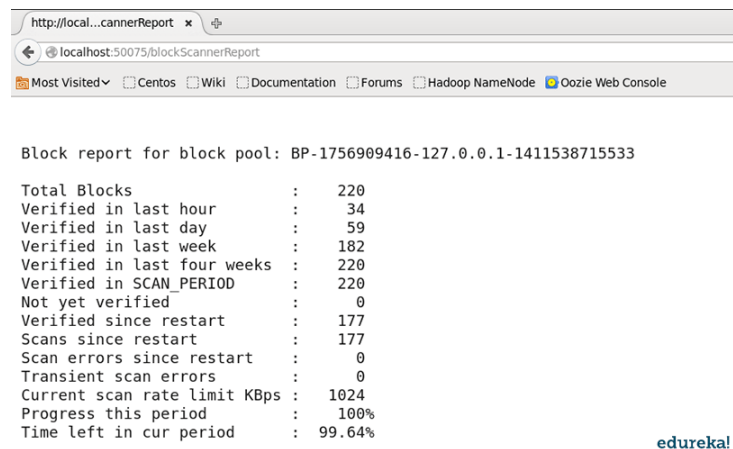 http://local...cannerReport
localhost:50075/blockScannerReport
Most Visited Centos Wiki Documentation Forums Hadoop NameNode Oozie Web Console
Block report for block pool: BP-1756909416-127.0.0.1-1411538715533
Total Blocks : 220
Verified in last hour : 34
Verified in last day : 59
Verified in last week : 182
Verified in last four weeks : 220
Verified in SCAN_PERIOD : 220
Not yet verified : 0
Verified since restart : 177
Scans since restart : 177
Scan errors since restart : 0
Transient scan errors : 0
Current scan rate limit KBps : 1024
Progress this period : 100%
Time left in cur period : 99.64%
edureka!